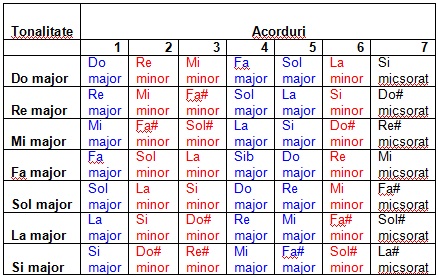 Tonalitate Acorduri
1 2 3 4 5 6 7
Do Re Mi Fa Sol La Si
Do major major minor minor major major minor micsorat
Re Mi Fa# Sol La Si Do#
Re major major minor minor major major minor micsorat
Mi Fa# Sol# La Si Do# Re#
Mi major major minor minor major major minor micsorat
Fa Sol La Sib Do Re Mi
Fa major major minor minor major major minor micsorat
Sol La Si Do Re Mi Fa#
Sol major major minor minor major major minor micsorat
La Si Do# Re Mi Fa# Sol#
La major major minor minor major major minor micsorat
Si Do# Re# Mi Fa# Sol# La#
Si major major minor minor major major minor micsorat